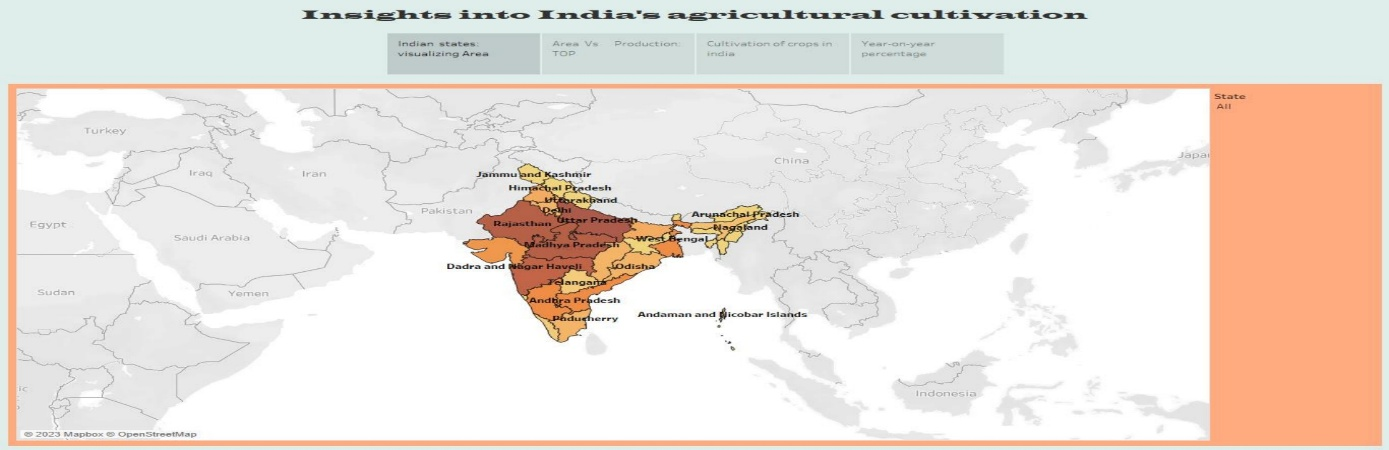 Insights into India's agricultural cultivation
Indian states:
visualizing Area
Area Vs Production:
TOP
Cultivation of crops in
india
Year-on-year
percentage
State
All
Turkey
China
Japan
Iraq
Iran
Jammu and Kashmir
Himachal Pradesh
Uttarakhand
Delhi
Pakistan
Arunachal Pradesh
Egypt
Rajasthan
Uttar Pradesh
Nagaland
Saudi Arabia
Madhya Pradesh
West Bengal
Dadra and Nagar Haveli
Odisha
Telangana
Sudan
Yemen
Andhra Pradesh
Puducherry
Andaman and Nicobar Islands
Indonesia
© 2023 Mapbox © OpenStreetMap